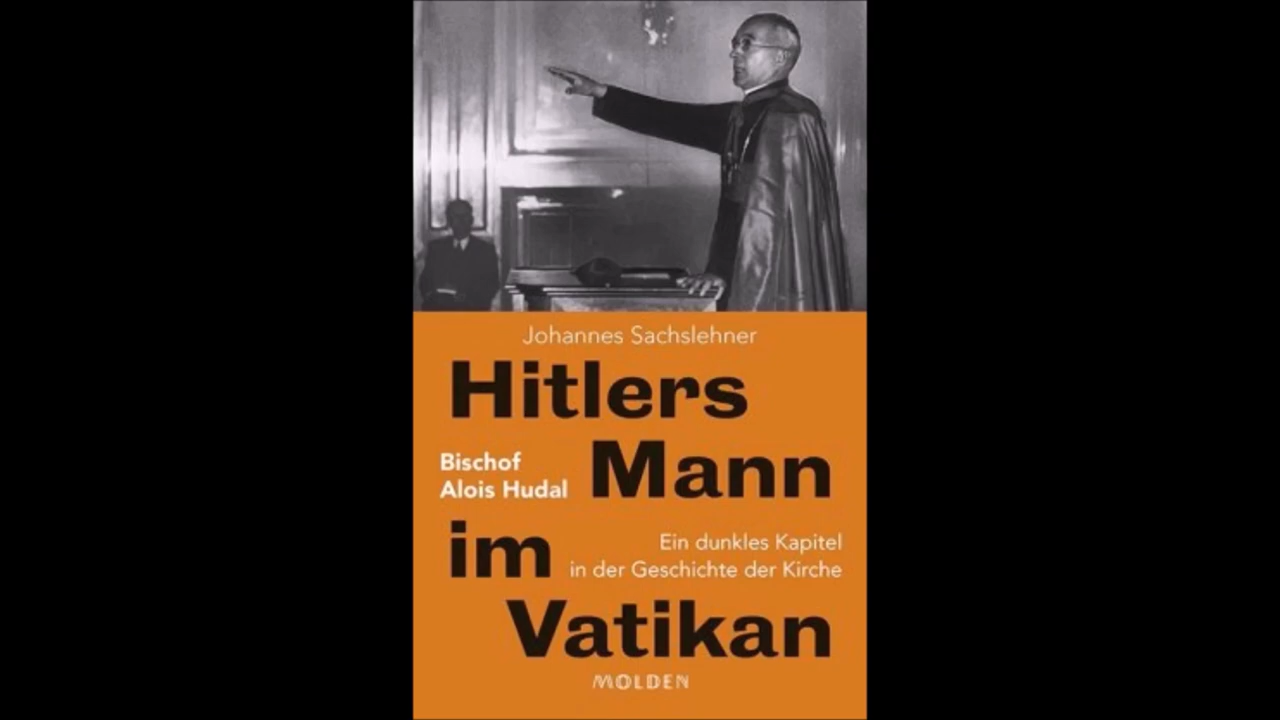 Johannes Sachslehner
Hitlers
Bischof
Alois Hudal
Mann
im
Ein dunkles Kapitel
in der Geschichte der Kirche
Vatikan
MOLDEN